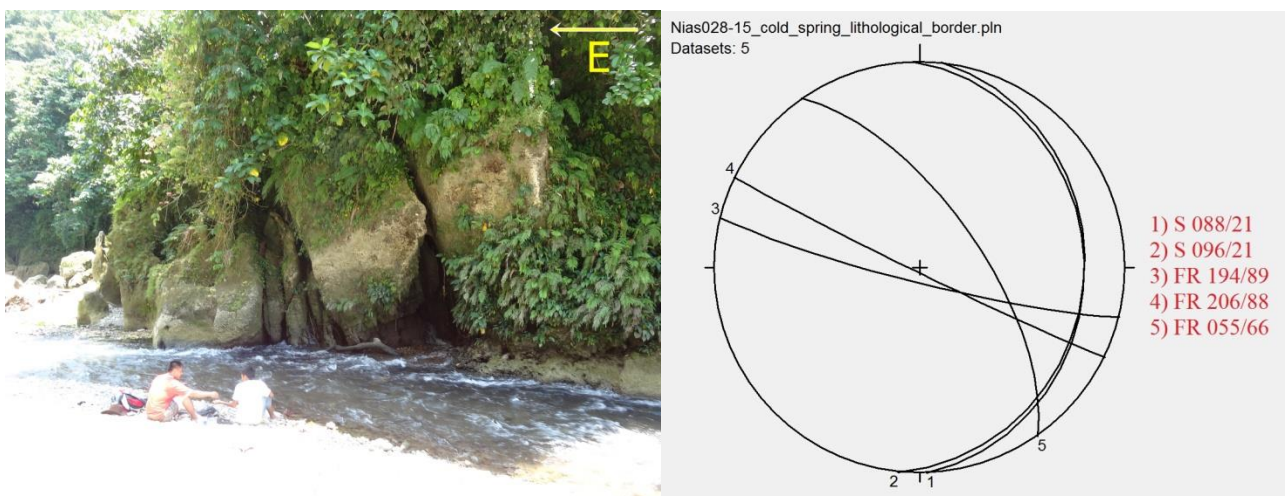 E
Nias028-15_cold_spring_lithological_border.pln
Datasets: 5
4
3
1) S 088/21
2) S 096/21
3) FR 194/89
4) FR 206/88
5) FR 055/66
5
2
1